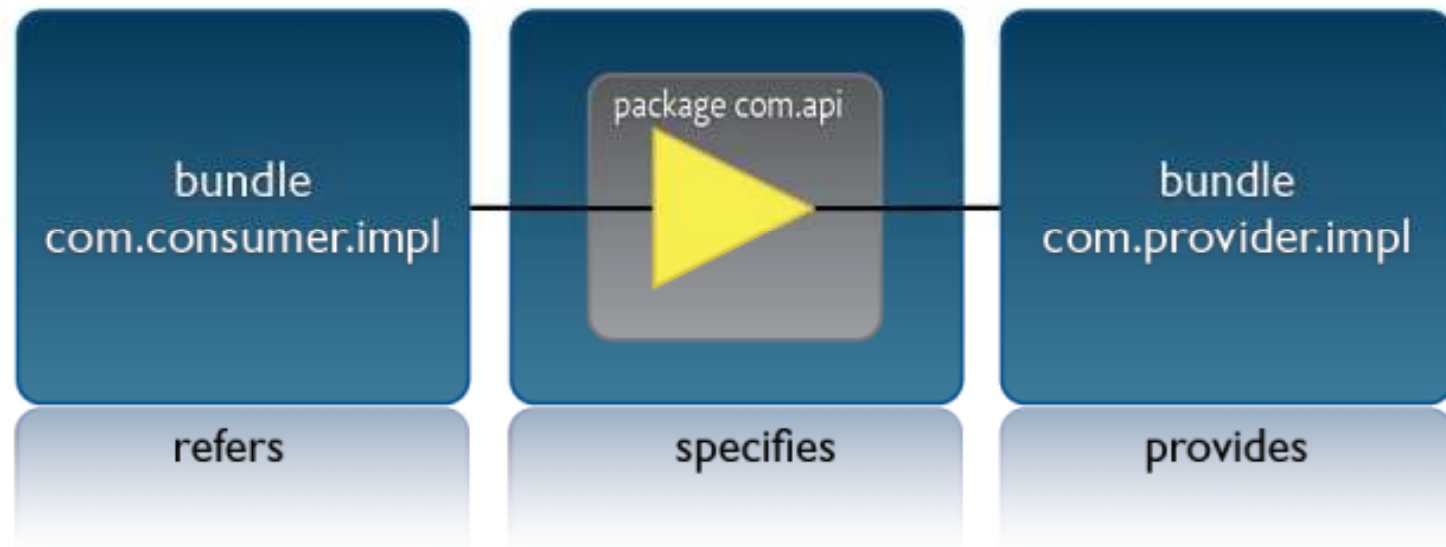 bundle
com.consumer.impl
package com.api
bundle
com.provider.impl
refers
specifies
provides